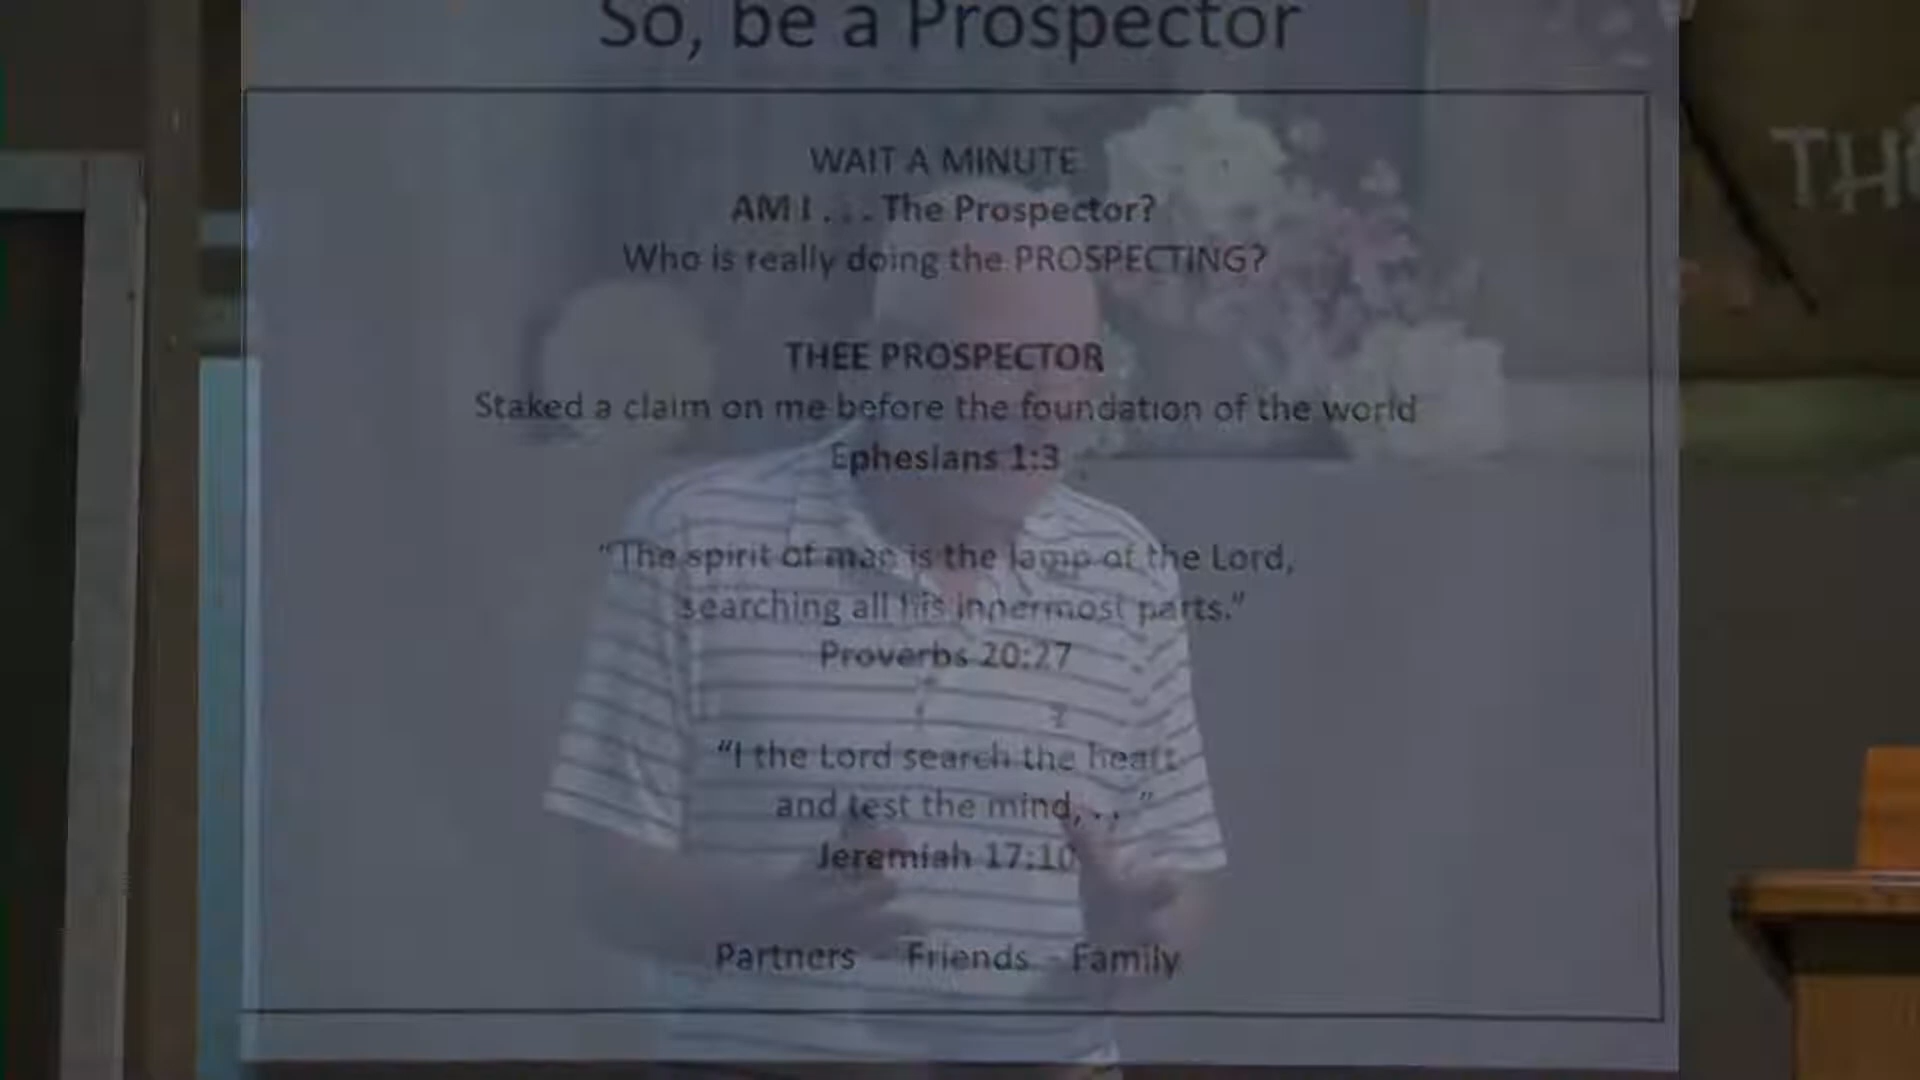 So, be a Prospector
WAIT A MINUTE
AM I . . . The Prospector?
Who is really doing the PROSPECTING?
THEE PROSPECTOR
Staked a claim on me before the foundation of the world
Ephesians 1:3
"The spirit of man is the lamp of the Lord,
searching all his innermost parts."
Proverbs 20:27
"I the Lord search the heart
and test the mind, . . "
Jeremiah 17:10
Partners - Friends - Family